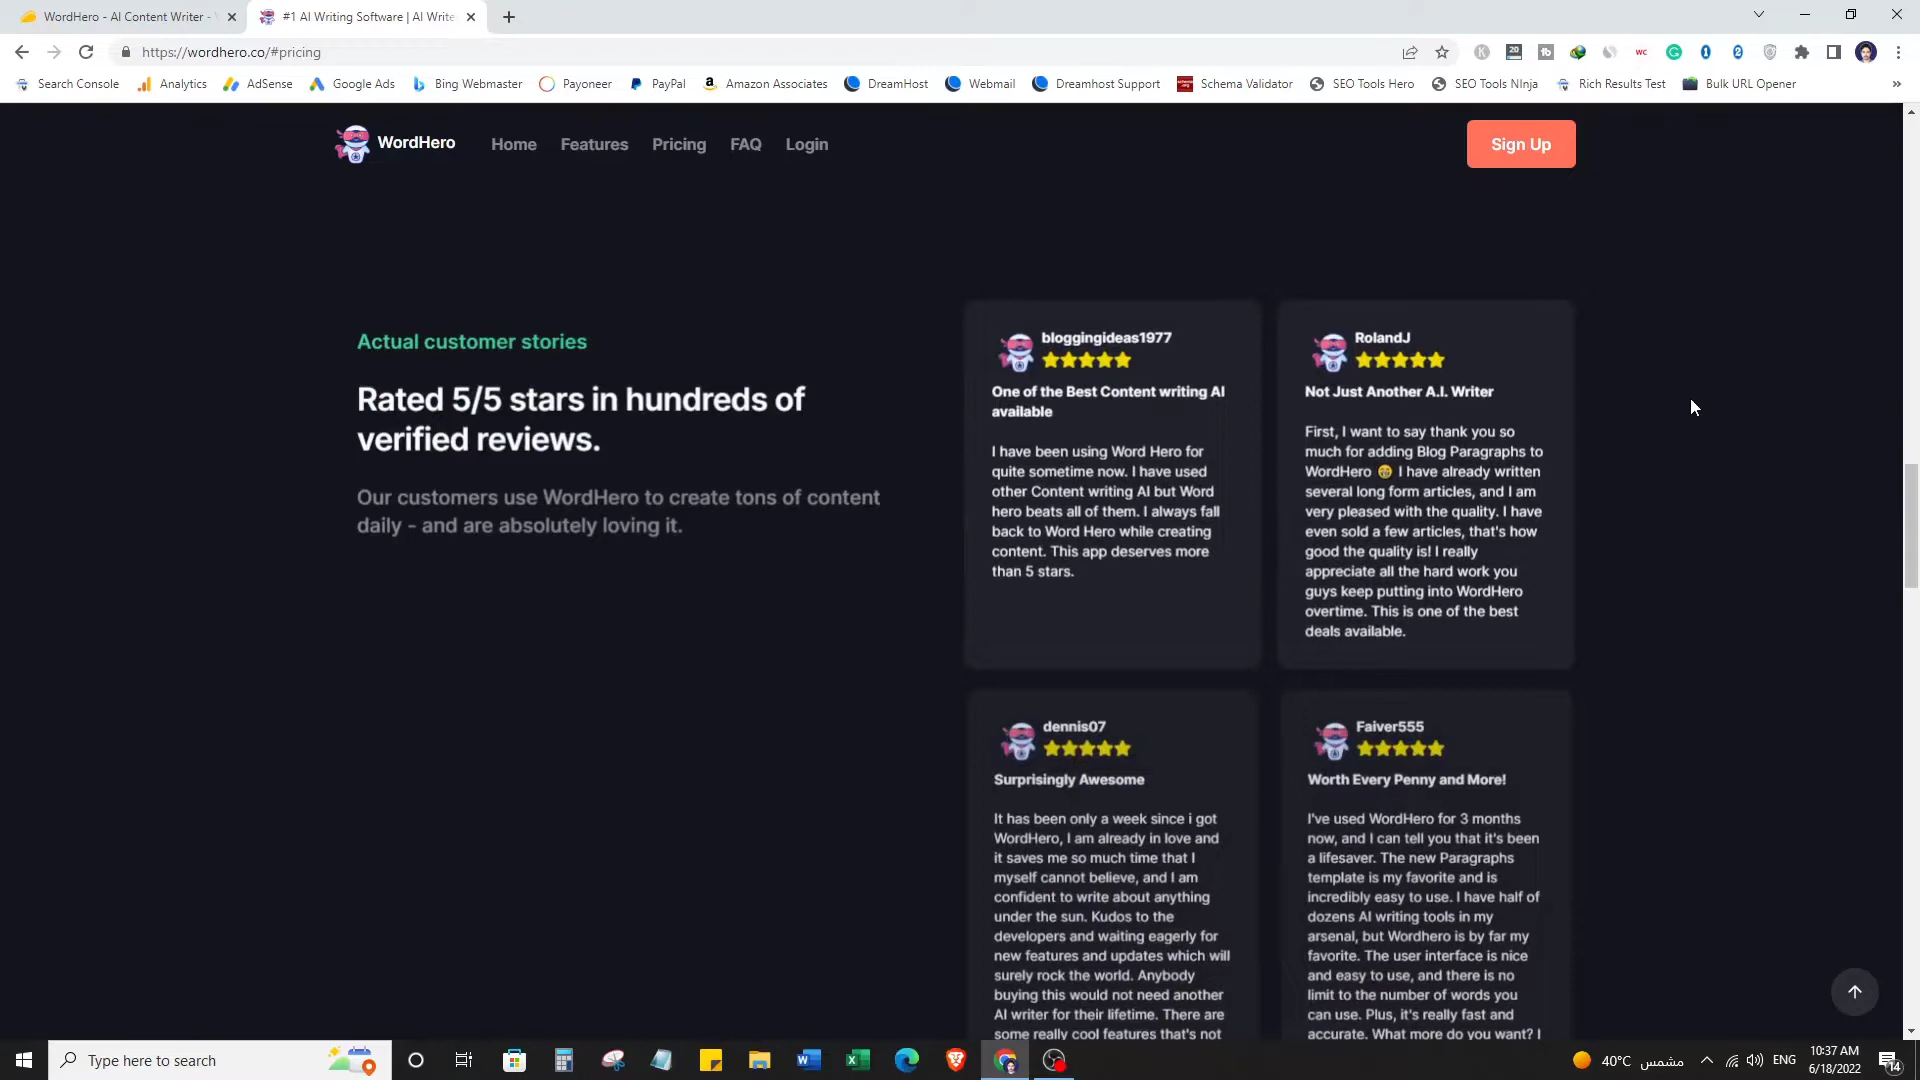 WordHero - AI Content Writer -
#1 AI Writing Software | AI Write
https://wordhero.co/#pricing
Search Console
Analytics
AdSense
Google Ads
Bing Webmaster
Payoneer
PayPal
Amazon Associates
DreamHost
Webmail
Dreamhost Support
Schema Validator
SEO Tools Hero
SEO Tools NInja
Rich Results Test
Bulk URL Opener
WordHero
Home
Features
Pricing
FAQ
Login
Sign Up
Actual customer stories
Rated 5/5 stars in hundreds of
verified reviews.
Our customers use WordHero to create tons of content
daily - and are absolutely loving it.
bloggingideas1977
One of the Best Content writing AI
available
I have been using Word Hero for
quite sometime now. I have used
other Content writing AI but Word
hero beats all of them. I always fall
back to Word Hero while creating
content. This app deserves more
than 5 stars.
RolandJ
Not Just Another A.I. Writer
First, I want to say thank you so
much for adding Blog Paragraphs to
WordHero 😁 I have already written
several long form articles, and I am
very pleased with the quality. I have
even sold a few articles, that's how
good the quality is! I really
appreciate all the hard work you
guys keep putting into WordHero
overtime. This is one of the best
deals available.
dennis07
Surprisingly Awesome
It has been only a week since i got
WordHero, I am already in love and
it saves me so much time that I
myself cannot believe, and I am
confident to write about anything
under the sun. Kudos to the
developers and waiting eagerly for
new features and updates which will
surely rock the world. Anybody
buying this would not need another
AI writer for their lifetime. There are
some really cool features that's not
Faiver555
Worth Every Penny and More!
I've used WordHero for 3 months
now, and I can tell you that it's been
a lifesaver. The new Paragraphs
template is my favorite and is
incredibly easy to use. I have half of
dozens AI writing tools in my
arsenal, but Wordhero is by far my
favorite. The user interface is nice
and easy to use, and there is no
limit to the number of words you
can use. Plus, it's really fast and
accurate. What more do you want? I
Type here to search
40°C مشمس
ENG
10:37 AM
6/18/2022
14